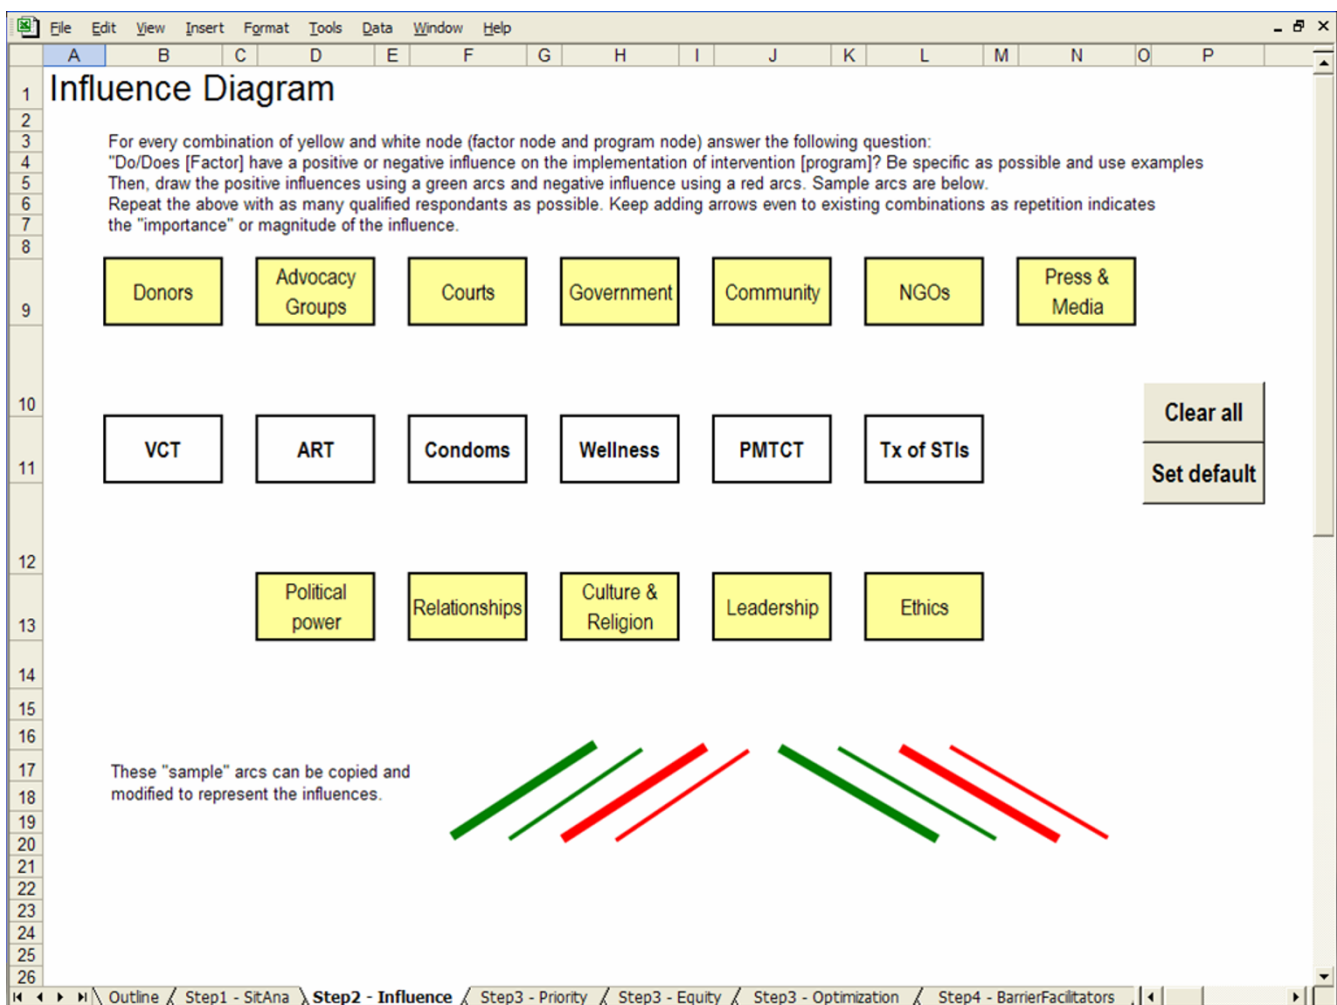 File Edit View Insert Format Tools Data Window Help
A B C D E F G H I J K L M N O P
1 Influence Diagram
2
3 For every combination of yellow and white node (factor node and program node) answer the following question:
4 "Do/Does [Factor] have a positive or negative influence on the implementation of intervention [program]? Be specific as possible and use examples
5 Then, draw the positive influences using a green arcs and negative influence using a red arcs. Sample arcs are below.
6 Repeat the above with as many qualified respondants as possible. Keep adding arrows even to existing combinations as repetition indicates
7 the "importance" or magnitude of the influence.
8
Donors
Advocacy
Groups
Courts
Government
Community
NGOs
Press &
Media
9
10
Clear all
VCT ART Condoms Wellness PMTCT Tx of STIs
11
Set default
12
Political
power
Relationships
Culture &
Religion
Leadership
Ethics
13
14
15
16
17 These "sample" arcs can be copied and
18 modified to represent the influences.
19
20
21
22
23
24
25
26
Outline Step1 - SitAna Step2 - Influence Step3 - Priority Step3 - Equity Step3 - Optimization Step4 - BarrierFacilitators